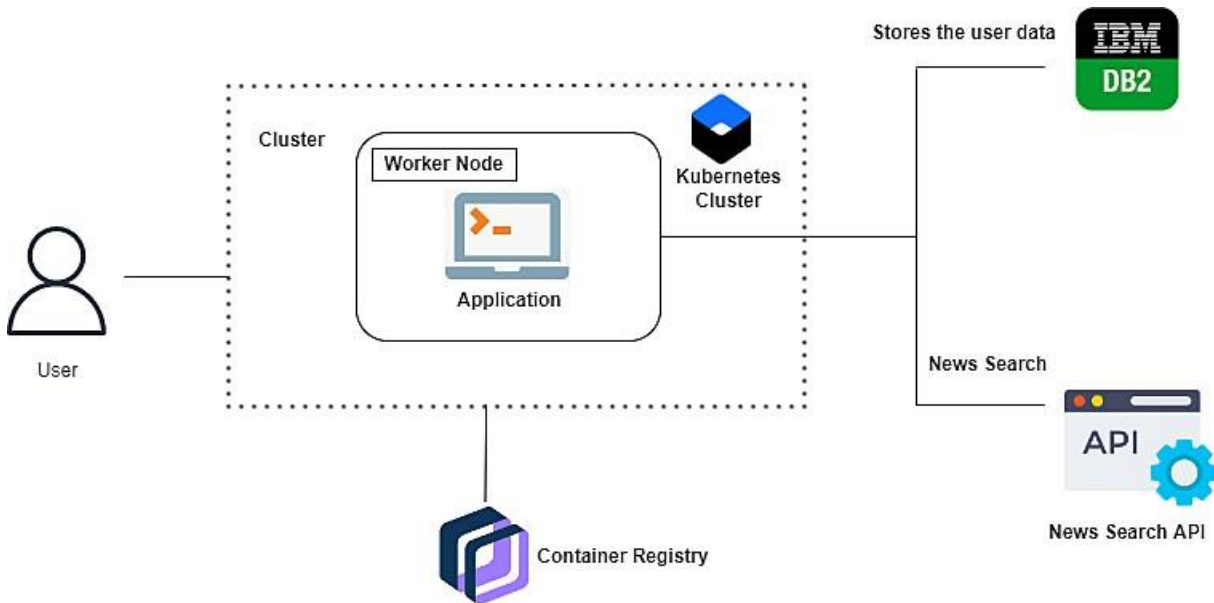 Stores the user data
IBM
DB2
Cluster
Worker Node
Kubernetes
Cluster
Application
User
News Search
API
News Search API
Container Registry